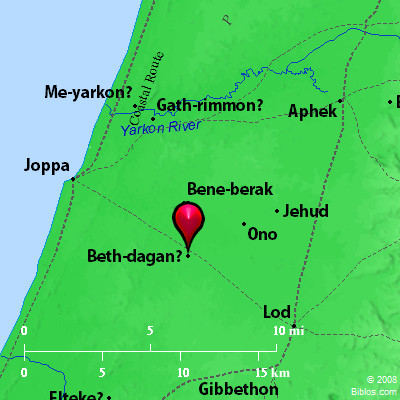 P
Coastal Route
Me-yarkon?
Gath-rimmon?
Aphek
Yarkon River
Joppa
Bene-berak
Jehud
Ono
Beth-dagan?
Lod
0 5 10 mi
0 5 10 15 km
Gibbethon
Elteke?
© 2008
Biblos.com